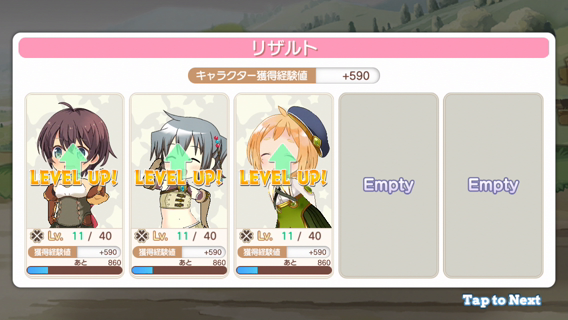 リザルト
キャラクター獲得経験値 +590
LEVEL UP! LEVEL UP! LEVEL UP! Empty Empty
Lv. 11 / 40 Lv. 11 / 40 Lv. 11 / 40
獲得経験値 +590 獲得経験値 +590 獲得経験値 +590
あと 860 あと 860 あと 860
Tap to Next